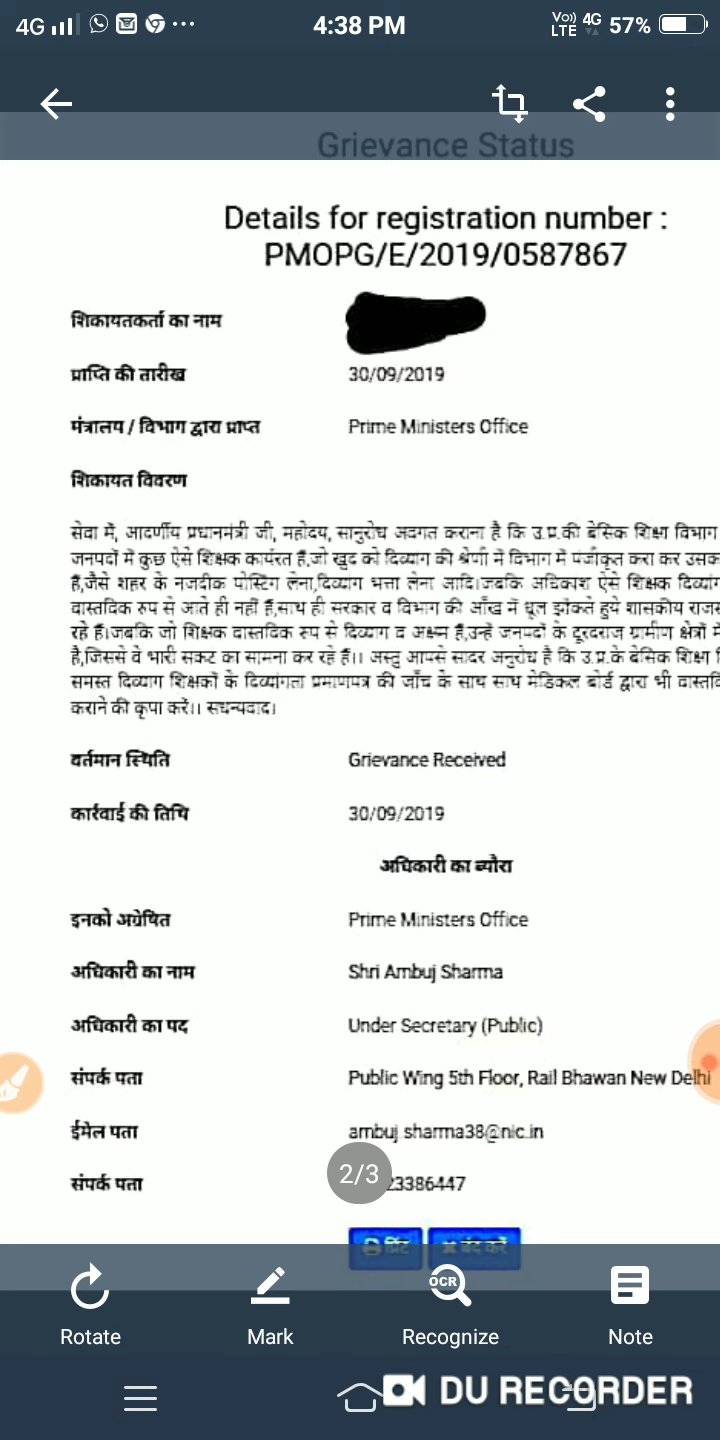 4G 4:38 PM Vo)) LTE 4G 57%
Grievance Status
Details for registration number :
PMOPG/E/2019/0587867
शिकायतकर्ता का नाम
प्राप्ति की तारीख 30/09/2019
मंत्रालय / विभाग द्वारा प्राप्त Prime Ministers Office
शिकायत विवरण
सेवा में, आदर्णीय प्रधानमंत्री जी, महोदय, सानुरोध अवगत कराना है कि उ.प्र.की बेसिक शिक्षा विभाग
जनपदों में कुछ ऐसे शिक्षक कार्यरत हैं,जो खुद को दिव्यांग की श्रेणी में विभाग में पंजीकृत करा कर उसक
हैं,जैसे शहर के नजदीक पोस्टिंग लेना,दिव्यांग भत्ता लेना आदि।जबकि अधिकांश ऐसे शिक्षक दिव्यांग
वास्तविक रुप से आते ही नहीं हैं,साथ ही सरकार व विभाग की आँख में धूल झोंकते हुये शासकीय राजस
रहे हैं।जबकि जो शिक्षक वास्तविक रूप से दिव्यांग व अक्षम हैं,उन्हें जनपदों के दूरदराज ग्रामीण क्षेत्रों में
है,जिससे वे भारी संकट का सामना कर रहे हैं।। अस्तु आपसे सादर अनुरोध है कि उ.प्र.के बेसिक शिक्षा
समस्त दिव्यांग शिक्षकों के दिव्यांगता प्रमाणपत्र की जाँच के साथ साथ मेडिकल बोर्ड द्वारा भी वास्तवि
कराने की कृपा करें।। सधन्यवाद।
वर्तमान स्थिति Grievance Received
कार्रवाई की तिथि 30/09/2019
अधिकारी का ब्यौरा
इनको अग्रेषित Prime Ministers Office
अधिकारी का नाम Shri Ambuj Sharma
अधिकारी का पद Under Secretary (Public)
संपर्क पता Public Wing 5th Floor, Rail Bhawan New Delhi
ईमेल पता ambuj.sharma38@nic.in
संपर्क पता 23386447
2/3
प्रिंट बंद करें
OCR
Rotate Mark Recognize Note
DU RECORDER